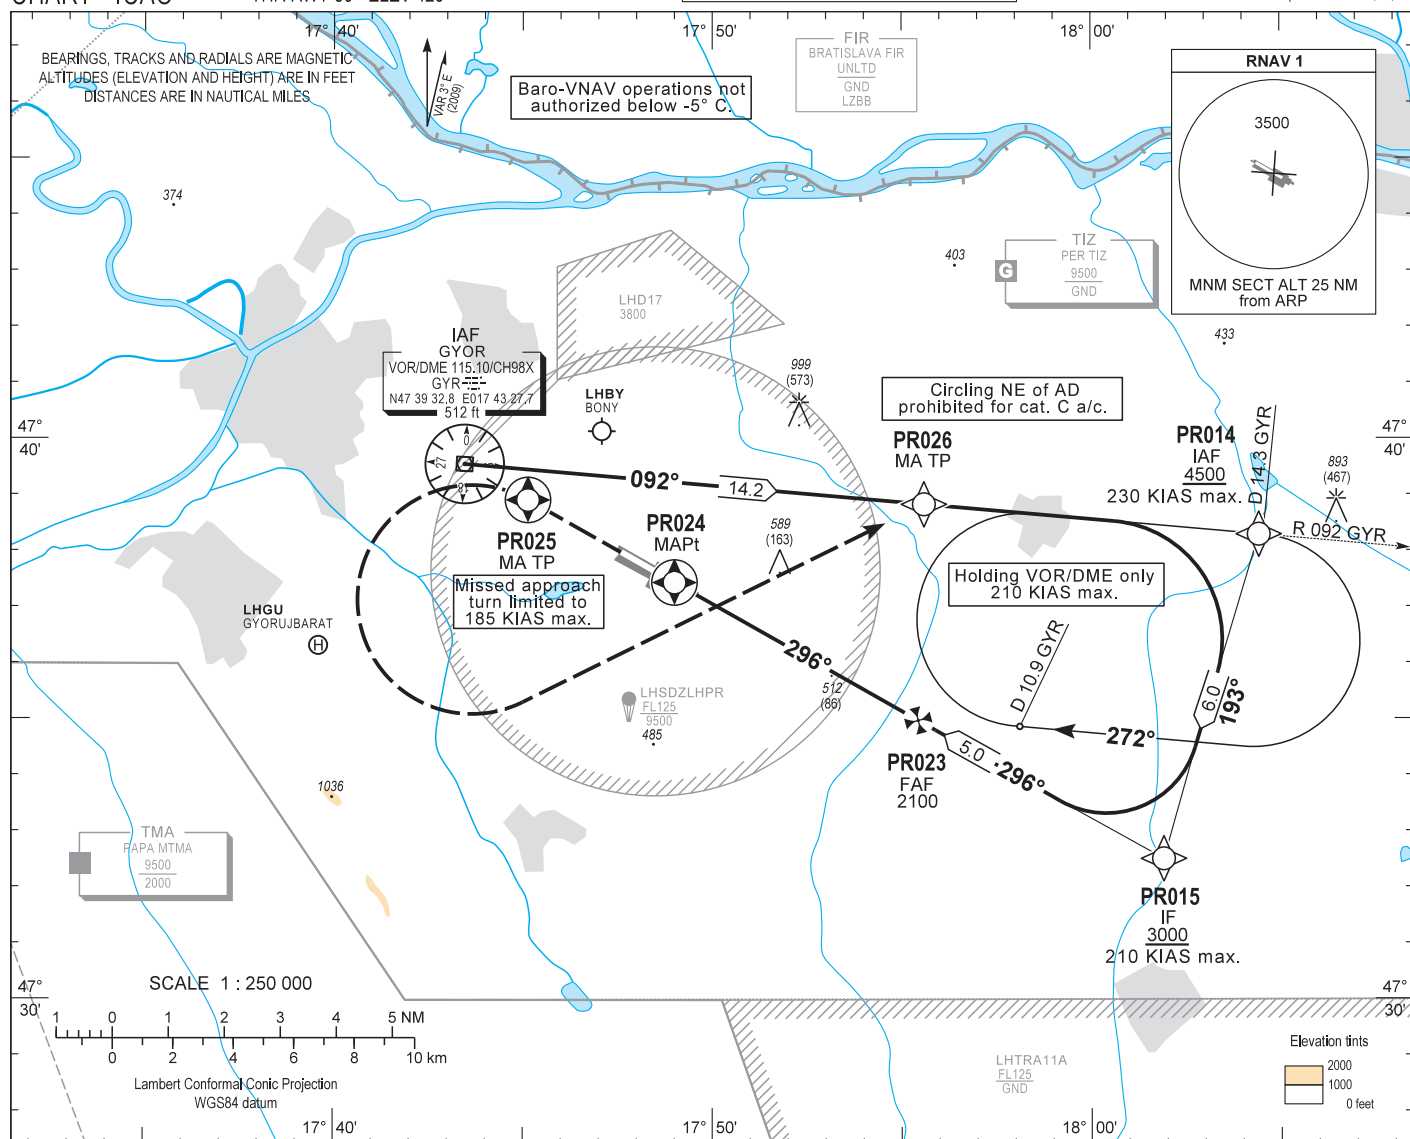 17° 40'
17° 50'
18° 00'
BEARINGS, TRACKS AND RADIALS ARE MAGNETIC
ALTITUDES (ELEVATION AND HEIGHT) ARE IN FEET
DISTANCES ARE IN NAUTICAL MILES
VAR 3° E
(2009)
Baro-VNAV operations not
authorized below -5° C.
FIR
BRATISLAVA FIR
UNLTD
GND
LZBB
RNAV 1
3500
MNM SECT ALT 25 NM
from ARP
374
403
433
TIZ
PER TIZ
9500
GND
G
LHD17
3800
IAF
GYOR
VOR/DME 115.10/CH98X
GYR
N47 39 32.8 E017 43 27.7
512 ft
LHBY
BONY
999
(573)
Circling NE of AD
prohibited for cat. C a/c.
47°
40'
47°
40'
0
27
18
PR026
MA TP
PR014
IAF
4500
230 KIAS max.
D 14.3 GYR
893
(467)
R 092 GYR
092°
14.2
PR025
MA TP
PR024
MAPt
589
(163)
Missed approach
turn limited to
185 KIAS max.
Holding VOR/DME only
210 KIAS max.
LHGU
GYORUJBARAT
H
296°
512
(86)
D 10.9 GYR
6.0
193°
LHSDZLHPR
FL125
9500
485
272°
5.0
296°
PR023
FAF
2100
1036
TMA
PAPA MTMA
9500
2000
PR015
IF
3000
210 KIAS max.
SCALE 1 : 250 000
47°
30'
47°
30'
1 0 1 2 3 4 5 NM
0 2 4 6 8 10 km
Lambert Conformal Conic Projection
WGS84 datum
LHTRA11A
FL125
GND
Elevation tints
2000
1000
0 feet
17° 40'
17° 50'
18° 00'